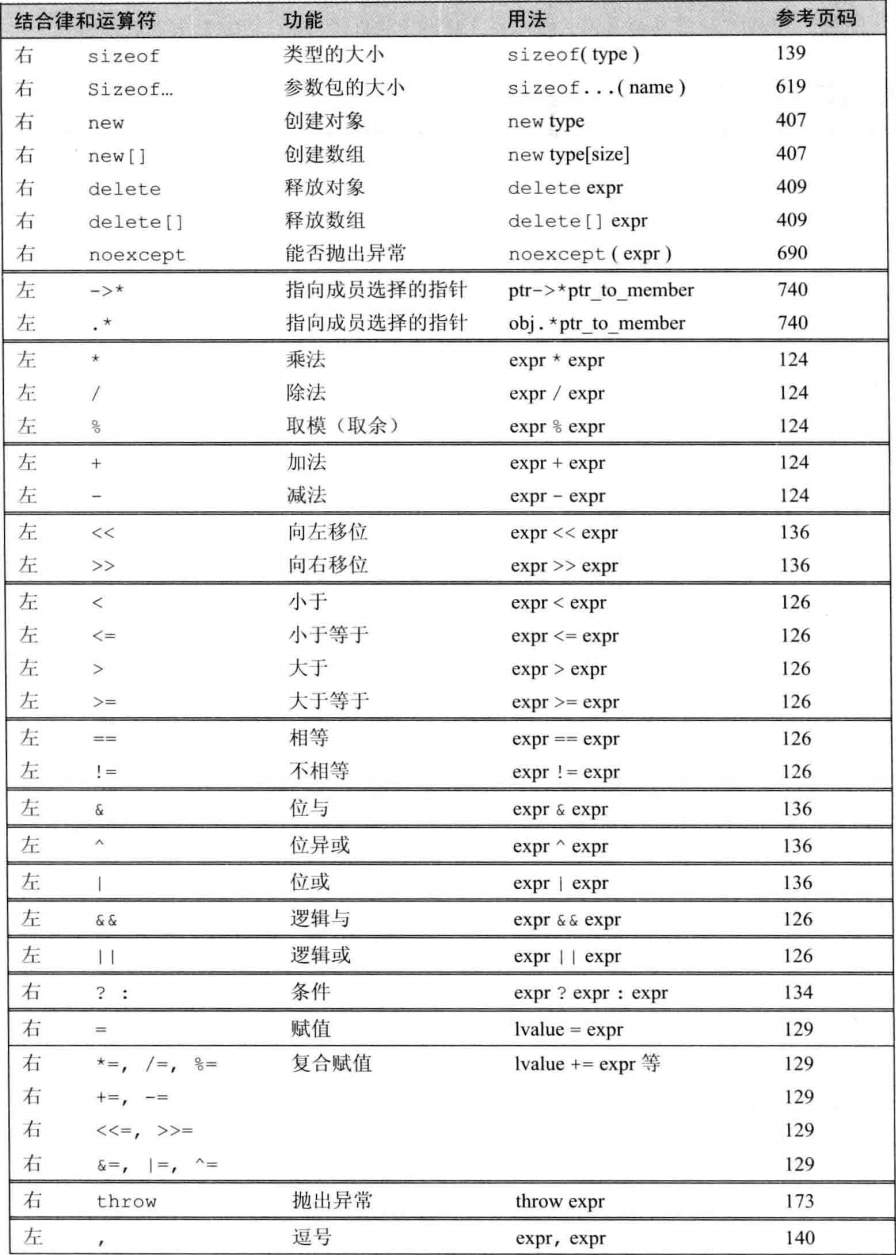 结合律和运算符 功能 用法 参考页码
右 sizeof 类型的大小 sizeof( type ) 139
右 Sizeof… 参数包的大小 sizeof...( name ) 619
右 new 创建对象 new type 407
右 new[] 创建数组 new type[size] 407
右 delete 释放对象 delete expr 409
右 delete[] 释放数组 delete[] expr 409
右 noexcept 能否抛出异常 noexcept ( expr ) 690
左 ->* 指向成员选择的指针 ptr->*ptr_to_member 740
左 .* 指向成员选择的指针 obj.*ptr_to_member 740
左 * 乘法 expr * expr 124
左 / 除法 expr / expr 124
左 % 取模（取余） expr % expr 124
左 + 加法 expr + expr 124
左 - 减法 expr - expr 124
左 << 向左移位 expr << expr 136
左 >> 向右移位 expr >> expr 136
左 < 小于 expr < expr 126
左 <= 小于等于 expr <= expr 126
左 > 大于 expr > expr 126
左 >= 大于等于 expr >= expr 126
左 == 相等 expr == expr 126
左 != 不相等 expr != expr 126
左 & 位与 expr & expr 136
左 ^ 位异或 expr ^ expr 136
左 | 位或 expr | expr 136
左 && 逻辑与 expr && expr 126
左 || 逻辑或 expr || expr 126
右 ? : 条件 expr ? expr : expr 134
右 = 赋值 lvalue = expr 129
右 *=, /=, %= 复合赋值 lvalue += expr 等 129
右 +=, -= 129
右 <<=, >>= 129
右 &=, |=, ^= 129
右 throw 抛出异常 throw expr 173
左 , 逗号 expr, expr 140